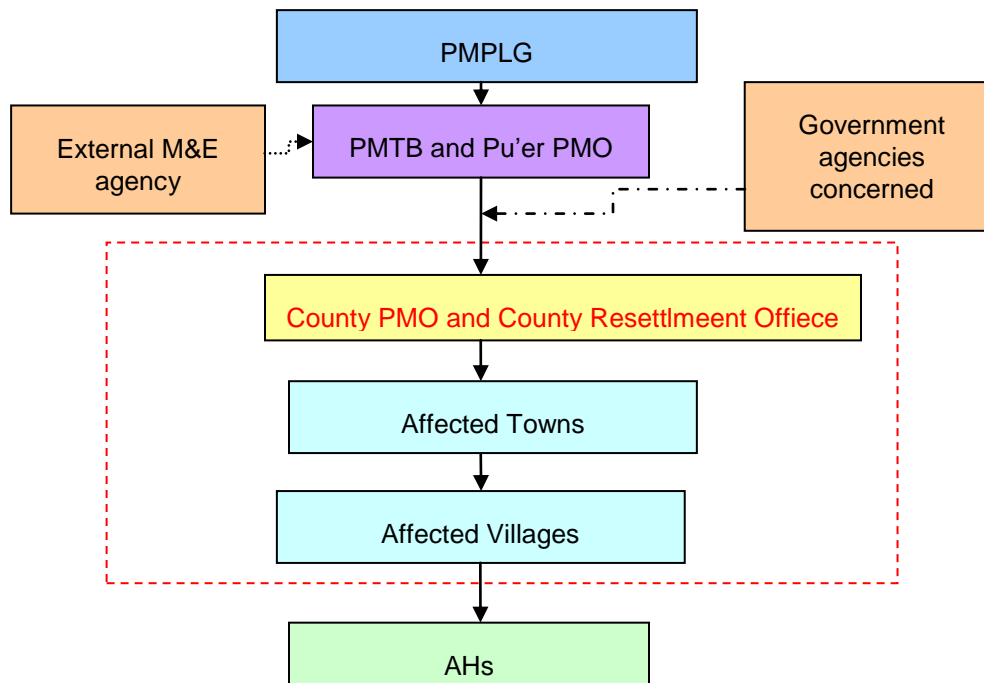 PMPLG
External M&E
agency
PMTB and Pu’er PMO
Government
agencies
concerned
County PMO and County Resettlmeent Offiece
Affected Towns
Affected Villages
AHs